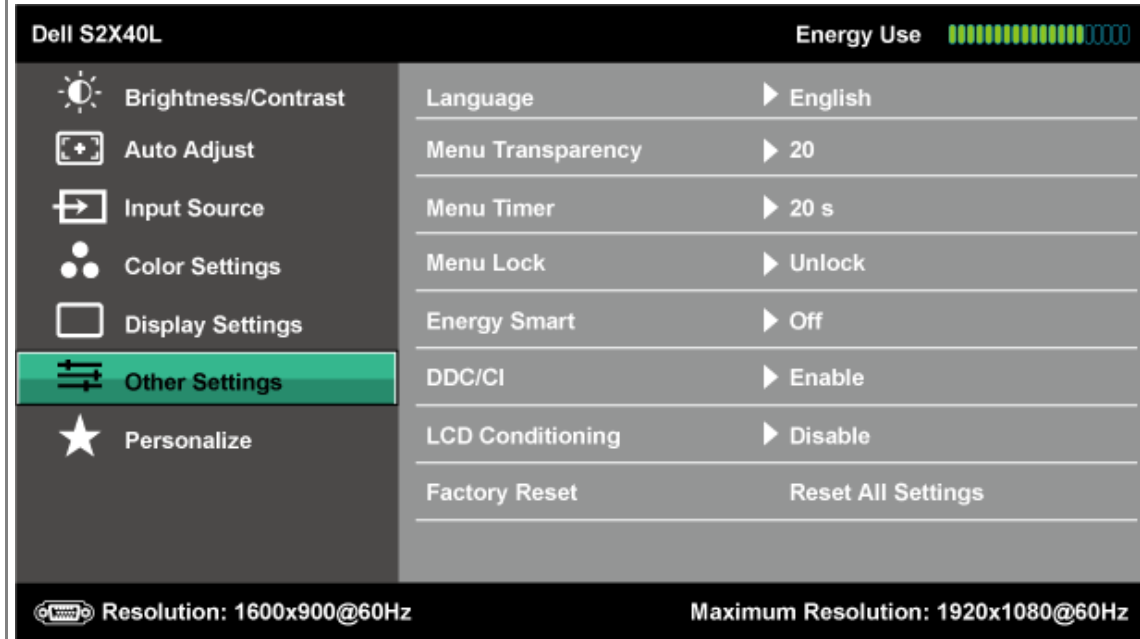 Dell S2X40L Energy Use
Brightness/Contrast
Auto Adjust
Input Source
Color Settings
Display Settings
Other Settings
Personalize
Language English
Menu Transparency 20
Menu Timer 20 s
Menu Lock Unlock
Energy Smart Off
DDC/CI Enable
LCD Conditioning Disable
Factory Reset Reset All Settings
Resolution: 1600x900@60Hz Maximum Resolution: 1920x1080@60Hz